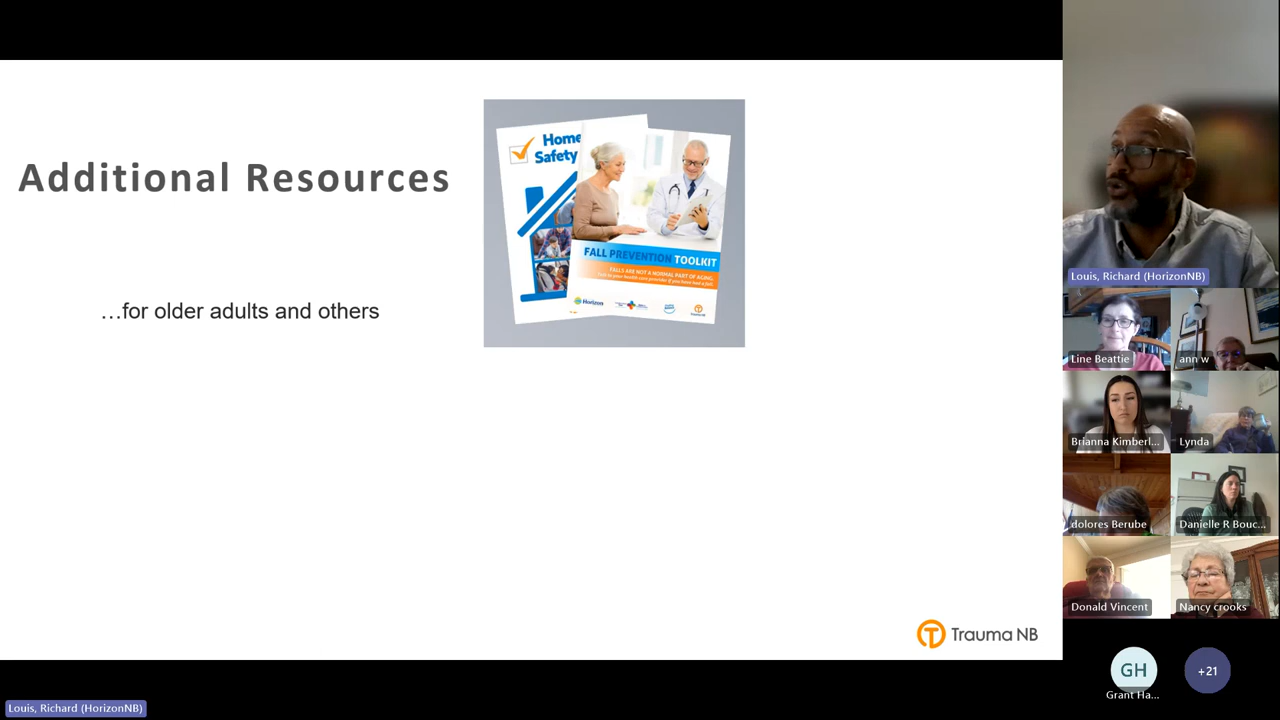 Additional Resources
…for older adults and others
Home
Safety
FALL PREVENTION TOOLKIT
FALLS ARE NOT A NORMAL PART OF AGING
Horizon
Trauma NB
Trauma NB
Louis, Richard (HorizonNB)
Line Beattie
ann w
Brianna Kimberl...
Lynda
dolores Berube
Danielle R Bouc...
Donald Vincent
Nancy crooks
GH
Grant Ha...
+21
Louis, Richard (HorizonNB)